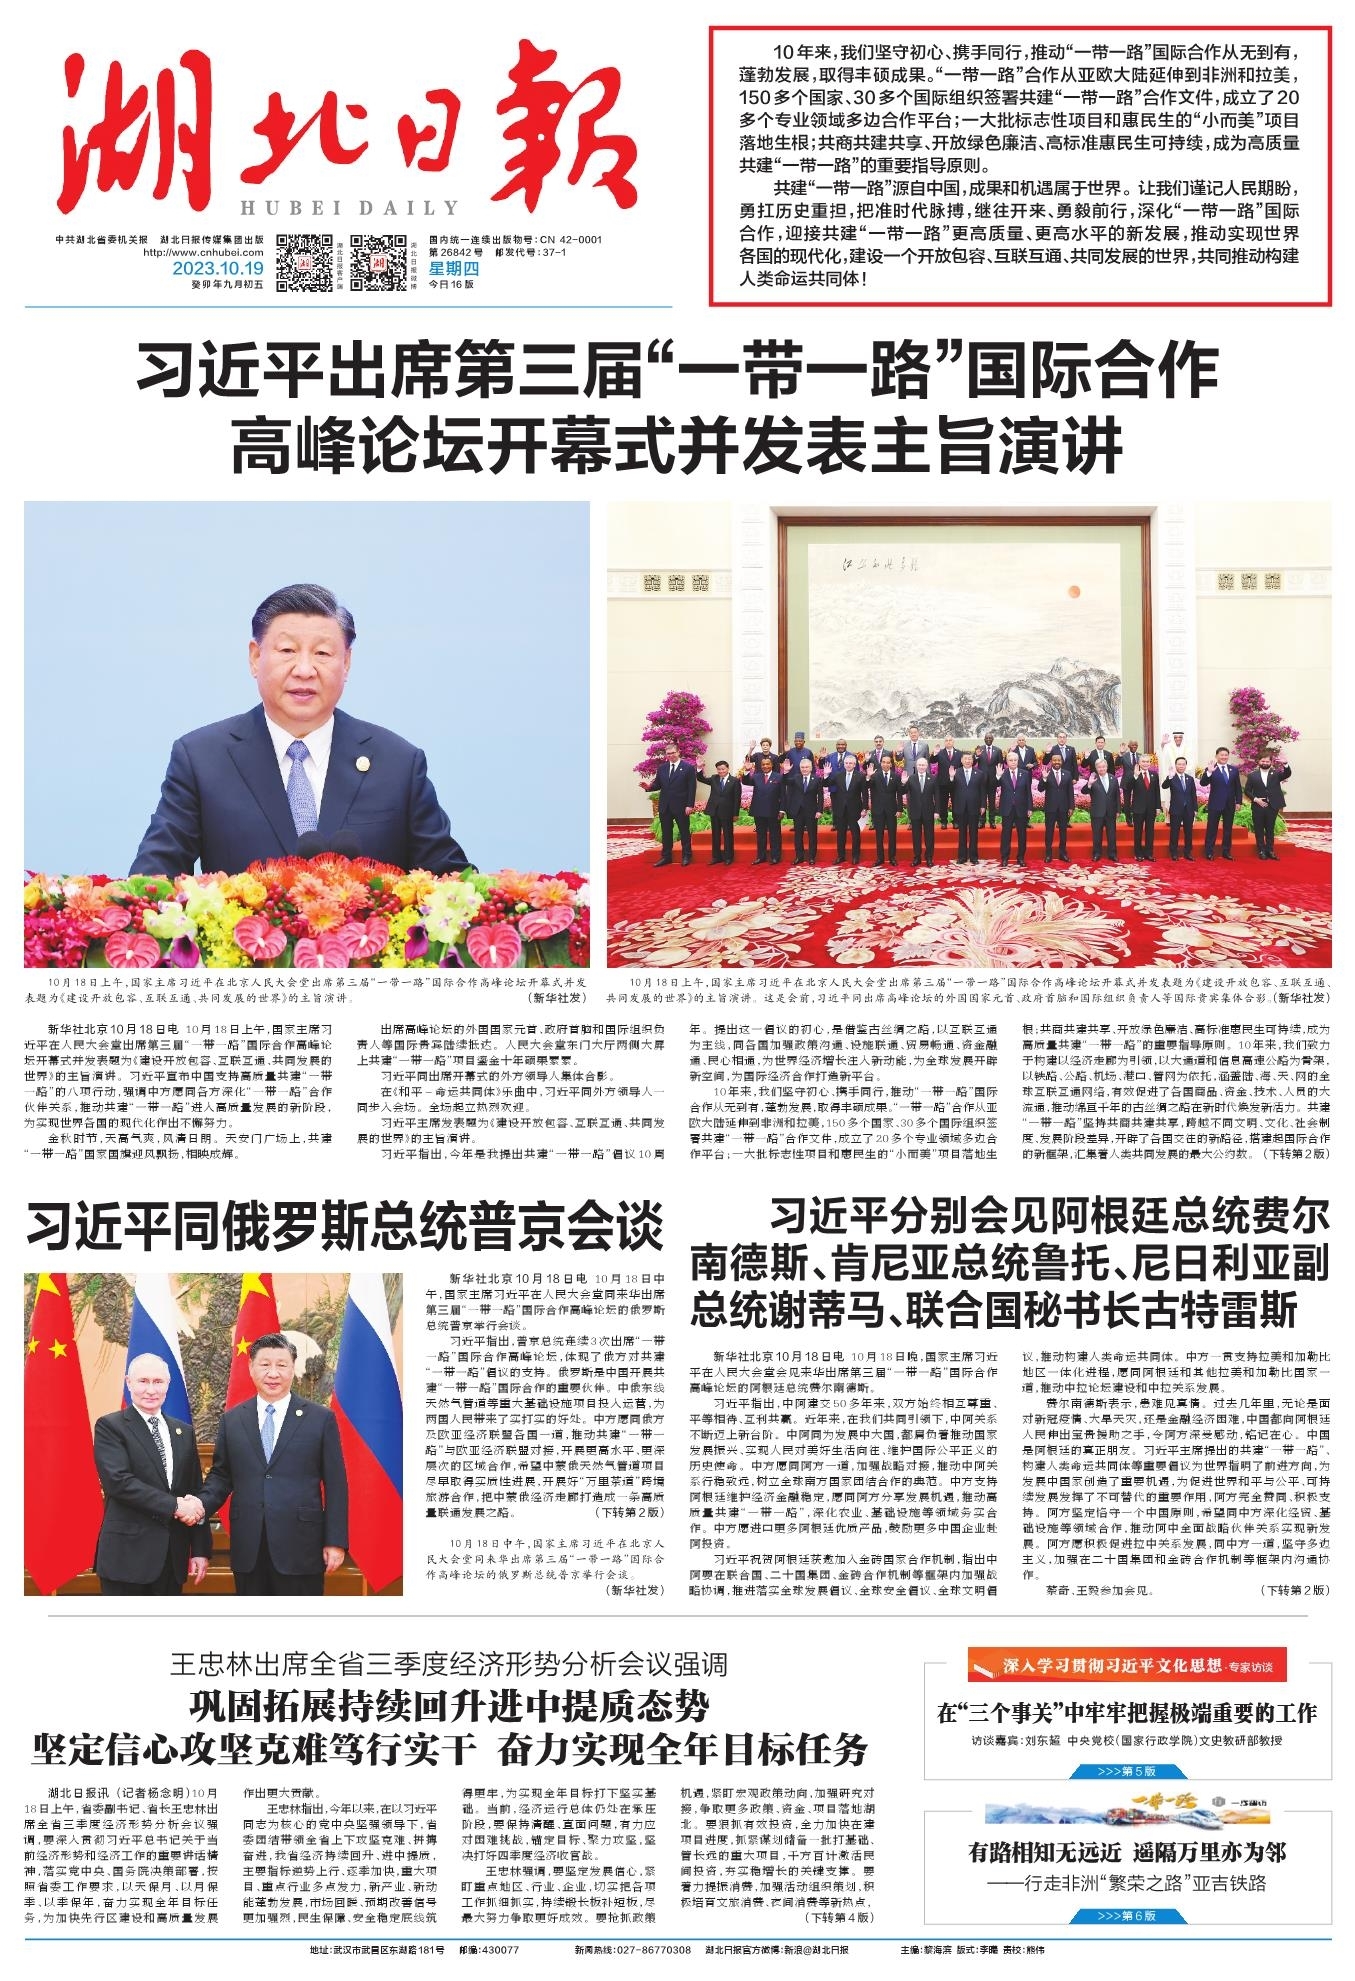 湖北日報
HUBEI DAILY
中共湖北省委机关报 湖北日报传媒集团出版
http://www.cnhubei.com
2023.10.19
癸卯年九月初五
湖北日报客户端
湖北日报微博
国内统一连续出版物号:CN 42-0001
第26842号 邮发代号:37-1
星期四
今日16版
10年来,我们坚守初心、携手同行,推动“一带一路”国际合作从无到有,
蓬勃发展,取得丰硕成果。“一带一路”合作从亚欧大陆延伸到非洲和拉美,
150多个国家、30多个国际组织签署共建“一带一路”合作文件,成立了20
多个专业领域多边合作平台;一大批标志性项目和惠民生的“小而美”项目
落地生根;共商共建共享、开放绿色廉洁、高标准惠民生可持续,成为高质量
共建“一带一路”的重要指导原则。
共建“一带一路”源自中国,成果和机遇属于世界。让我们谨记人民期盼,
勇扛历史重担,把准时代脉搏,继往开来、勇毅前行,深化“一带一路”国际
合作,迎接共建“一带一路”更高质量、更高水平的新发展,推动实现世界
各国的现代化,建设一个开放包容、互联互通、共同发展的世界,共同推动构建
人类命运共同体!
习近平出席第三届“一带一路”国际合作
高峰论坛开幕式并发表主旨演讲
10月18日上午,国家主席习近平在北京人民大会堂出席第三届“一带一路”国际合作高峰论坛开幕式并发
表题为《建设开放包容、互联互通、共同发展的世界》的主旨演讲。 (新华社发)
10月18日上午,国家主席习近平在北京人民大会堂出席第三届“一带一路”国际合作高峰论坛开幕式并发表题为《建设开放包容、互联互通、
共同发展的世界》的主旨演讲。这是会前,习近平同出席高峰论坛的外国国家元首、政府首脑和国际组织负责人等国际贵宾集体合影。(新华社发)
新华社北京10月18日电 10月18日上午,国家主席习
近平在人民大会堂出席第三届“一带一路”国际合作高峰论
坛开幕式并发表题为《建设开放包容、互联互通、共同发展的
世界》的主旨演讲。习近平宣布中国支持高质量共建“一带
一路”的八项行动,强调中方愿同各方深化“一带一路”合作
伙伴关系,推动共建“一带一路”进入高质量发展的新阶段,
为实现世界各国的现代化作出不懈努力。
金秋时节,天高气爽,风清日朗。天安门广场上,共建
“一带一路”国家国旗迎风飘扬,相映成辉。
出席高峰论坛的外国国家元首、政府首脑和国际组织负
责人等国际贵宾陆续抵达。人民大会堂东门大厅两侧大屏
上共建“一带一路”项目鎏金十年硕果累累。
习近平同出席开幕式的外方领导人集体合影。
在《和平－命运共同体》乐曲中,习近平同外方领导人一
同步入会场。全场起立热烈欢迎。
习近平主席发表题为《建设开放包容、互联互通、共同发
展的世界》的主旨演讲。
习近平指出,今年是我提出共建“一带一路”倡议10周
年。提出这一倡议的初心,是借鉴古丝绸之路,以互联互通
为主线,同各国加强政策沟通、设施联通、贸易畅通、资金融
通、民心相通,为世界经济增长注入新动能,为全球发展开辟
新空间,为国际经济合作打造新平台。
10年来,我们坚守初心、携手同行,推动“一带一路”国际
合作从无到有,蓬勃发展,取得丰硕成果。“一带一路”合作从亚
欧大陆延伸到非洲和拉美,150多个国家、30多个国际组织签
署共建“一带一路”合作文件,成立了20多个专业领域多边合
作平台;一大批标志性项目和惠民生的“小而美”项目落地生
根;共商共建共享、开放绿色廉洁、高标准惠民生可持续,成为
高质量共建“一带一路”的重要指导原则。10年来,我们致力
于构建以经济走廊为引领,以大通道和信息高速公路为骨架,
以铁路、公路、机场、港口、管网为依托,涵盖陆、海、天、网的全
球互联互通网络,有效促进了各国商品、资金、技术、人员的大
流通,推动绵亘千年的古丝绸之路在新时代焕发新活力。共建
“一带一路”坚持共商共建共享,跨越不同文明、文化、社会制
度、发展阶段差异,开辟了各国交往的新路径,搭建起国际合作
的新框架,汇集着人类共同发展的最大公约数。(下转第2版)
习近平同俄罗斯总统普京会谈
新华社北京10月18日电 10月18日中
午,国家主席习近平在人民大会堂同来华出席
第三届“一带一路”国际合作高峰论坛的俄罗斯
总统普京举行会谈。
习近平指出,普京总统连续3次出席“一带
一路”国际合作高峰论坛,体现了俄方对共建
“一带一路”倡议的支持。俄罗斯是中国开展共
建“一带一路”国际合作的重要伙伴。中俄东线
天然气管道等重大基础设施项目投入运营,为
两国人民带来了实打实的好处。中方愿同俄方
及欧亚经济联盟各国一道,推动共建“一带一
路”与欧亚经济联盟对接,开展更高水平、更深
层次的区域合作,希望中蒙俄天然气管道项目
尽早取得实质性进展,开展好“万里茶道”跨境
旅游合作,把中蒙俄经济走廊打造成一条高质
量联通发展之路。 (下转第2版)
10月18日中午,国家主席习近平在北京人
民大会堂同来华出席第三届“一带一路”国际合
作高峰论坛的俄罗斯总统普京举行会谈。
(新华社发)
习近平分别会见阿根廷总统费尔
南德斯、肯尼亚总统鲁托、尼日利亚副
总统谢蒂马、联合国秘书长古特雷斯
新华社北京10月18日电 10月18日晚,国家主席习近
平在人民大会堂会见来华出席第三届“一带一路”国际合作
高峰论坛的阿根廷总统费尔南德斯。
习近平指出,中阿建交50多年来,双方始终相互尊重、
平等相待、互利共赢。近年来,在我们共同引领下,中阿关系
不断迈上新台阶。中阿同为发展中大国,都肩负着推动国家
发展振兴、实现人民对美好生活向往、维护国际公平正义的
历史使命。中方愿同阿方一道,加强战略对接,推动中阿关
系行稳致远,树立全球南方国家团结合作的典范。中方支持
阿根廷维护经济金融稳定,愿同阿方分享发展机遇,推动高
质量共建“一带一路”,深化农业、基础设施等领域务实合
作。中方愿进口更多阿根廷优质产品,鼓励更多中国企业赴
阿投资。
习近平祝贺阿根廷获邀加入金砖国家合作机制,指出中
阿要在联合国、二十国集团、金砖合作机制等框架内加强战
略协调,推进落实全球发展倡议、全球安全倡议、全球文明倡
议,推动构建人类命运共同体。中方一贯支持拉美和加勒比
地区一体化进程,愿同阿根廷和其他拉美和加勒比国家一
道,推动中拉论坛建设和中拉关系发展。
费尔南德斯表示,患难见真情。过去几年里,无论是面
对新冠疫情、大旱天灾,还是金融经济困难,中国都向阿根廷
人民伸出宝贵援助之手,令阿方深受感动,铭记在心。中国
是阿根廷的真正朋友。习近平主席提出的共建“一带一路”、
构建人类命运共同体等重要倡议为世界指明了前进方向,为
发展中国家创造了重要机遇,为促进世界和平与公平、可持
续发展发挥了不可替代的重要作用,阿方完全赞同、积极支
持。阿方坚定恪守一个中国原则,希望同中方深化经贸、基
础设施等领域合作,推动阿中全面战略伙伴关系实现新发
展。阿方愿积极促进拉中关系发展,同中方一道,坚守多边
主义,加强在二十国集团和金砖合作机制等框架内沟通协
作。
蔡奇、王毅参加会见。 (下转第2版)
王忠林出席全省三季度经济形势分析会议强调
巩固拓展持续回升进中提质态势
坚定信心攻坚克难笃行实干 奋力实现全年目标任务
湖北日报讯(记者杨念明)10月
18日上午,省委副书记、省长王忠林出
席全省三季度经济形势分析会议强
调,要深入贯彻习近平总书记关于当
前经济形势和经济工作的重要讲话精
神,落实党中央、国务院决策部署,按
照省委工作要求,以天保月、以月保
季、以季保年,奋力实现全年目标任
务,为加快先行区建设和高质量发展
作出更大贡献。
王忠林指出,今年以来,在以习近平
同志为核心的党中央坚强领导下,省
委团结带领全省上下攻坚克难、拼搏
奋进,我省经济持续回升、进中提质,
主要指标逆势上行、逐季加快,重大项
目、重点行业多点发力,新产业、新动
能蓬勃发展,市场回暖、预期改善信号
更加强烈,民生保障、安全稳定底线筑
得更牢,为实现全年目标打下坚实基
础。当前,经济运行总体仍处在承压
阶段,要保持清醒、直面问题,有力应
对困难挑战,锚定目标、聚力攻坚,坚
决打好四季度经济收官战。
王忠林强调,要坚定发展信心,紧
盯重点地区、行业、企业,切实把各项
工作抓细抓实,持续锻长板补短板,尽
最大努力争取更好成效。要抢抓政策
机遇,紧盯宏观政策动向,加强研究对
接,争取更多政策、资金、项目落地湖
北。要狠抓有效投资,全力加快在建
项目进度,抓紧谋划储备一批打基础、
管长远的重大项目,千方百计激活民
间投资,夯实稳增长的关键支撑。要
着力提振消费,加强活动组织策划,积
极培育文旅消费、夜间消费等新热点,
(下转第4版)
深入学习贯彻习近平文化思想·专家访谈
在“三个事关”中牢牢把握极端重要的工作
访谈嘉宾:刘东超 中央党校(国家行政学院)文史教研部教授
>>>第5版
一带一路
有路相知无远近 遥隔万里亦为邻
——行走非洲“繁荣之路”亚吉铁路
>>>第6版
地址:武汉市武昌区东湖路181号 邮编:430077 新闻热线:027-86770308 湖北日报官方微博:新浪@湖北日报 主编:黎海滨 版式:李曦 责校:熊伟